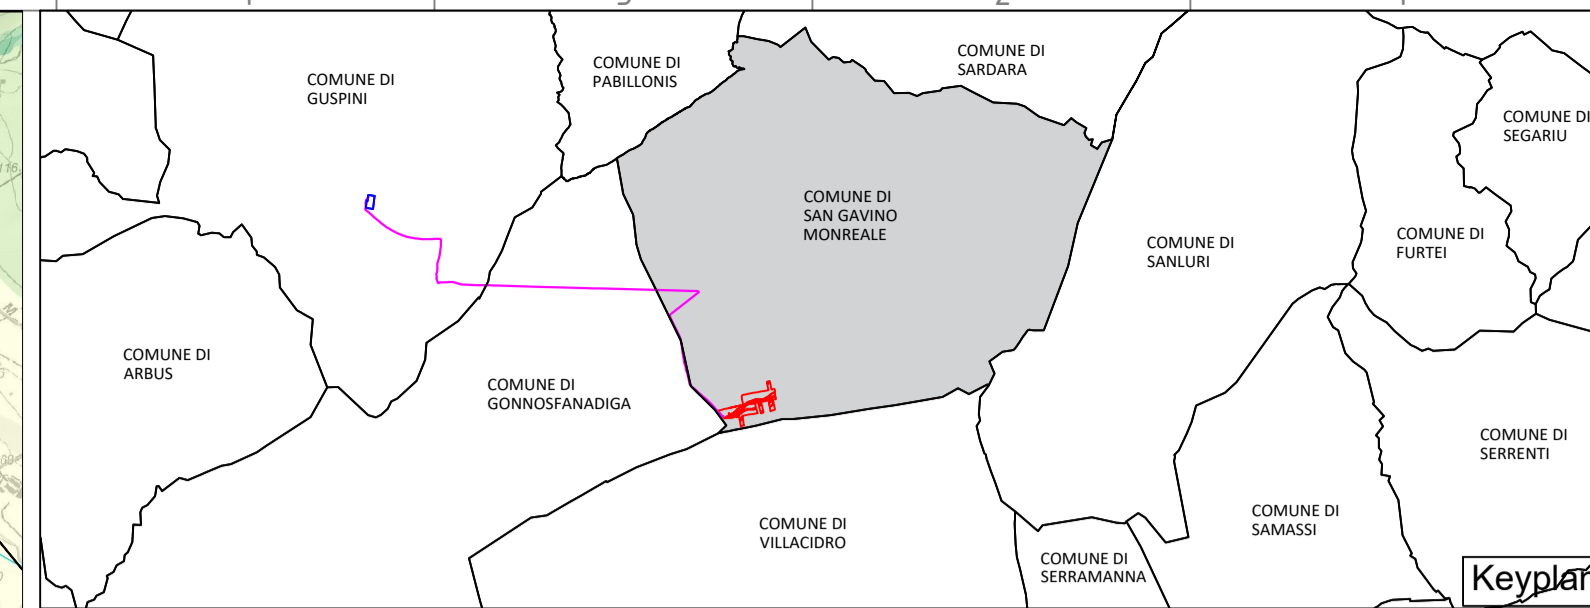 COMUNE DI
GUSPINI
COMUNE DI
PABILLONIS
COMUNE DI
SARDARA
COMUNE DI
SEGARIU
COMUNE DI
SAN GAVINO
MONREALE
COMUNE DI
SANLURI
COMUNE DI
FURTEI
COMUNE DI
ARBUS
COMUNE DI
GONNOSFANADIGA
COMUNE DI
SERRENTI
COMUNE DI
VILLACIDRO
COMUNE DI
SAMASSI
COMUNE DI
SERRAMANNA
Keyplan